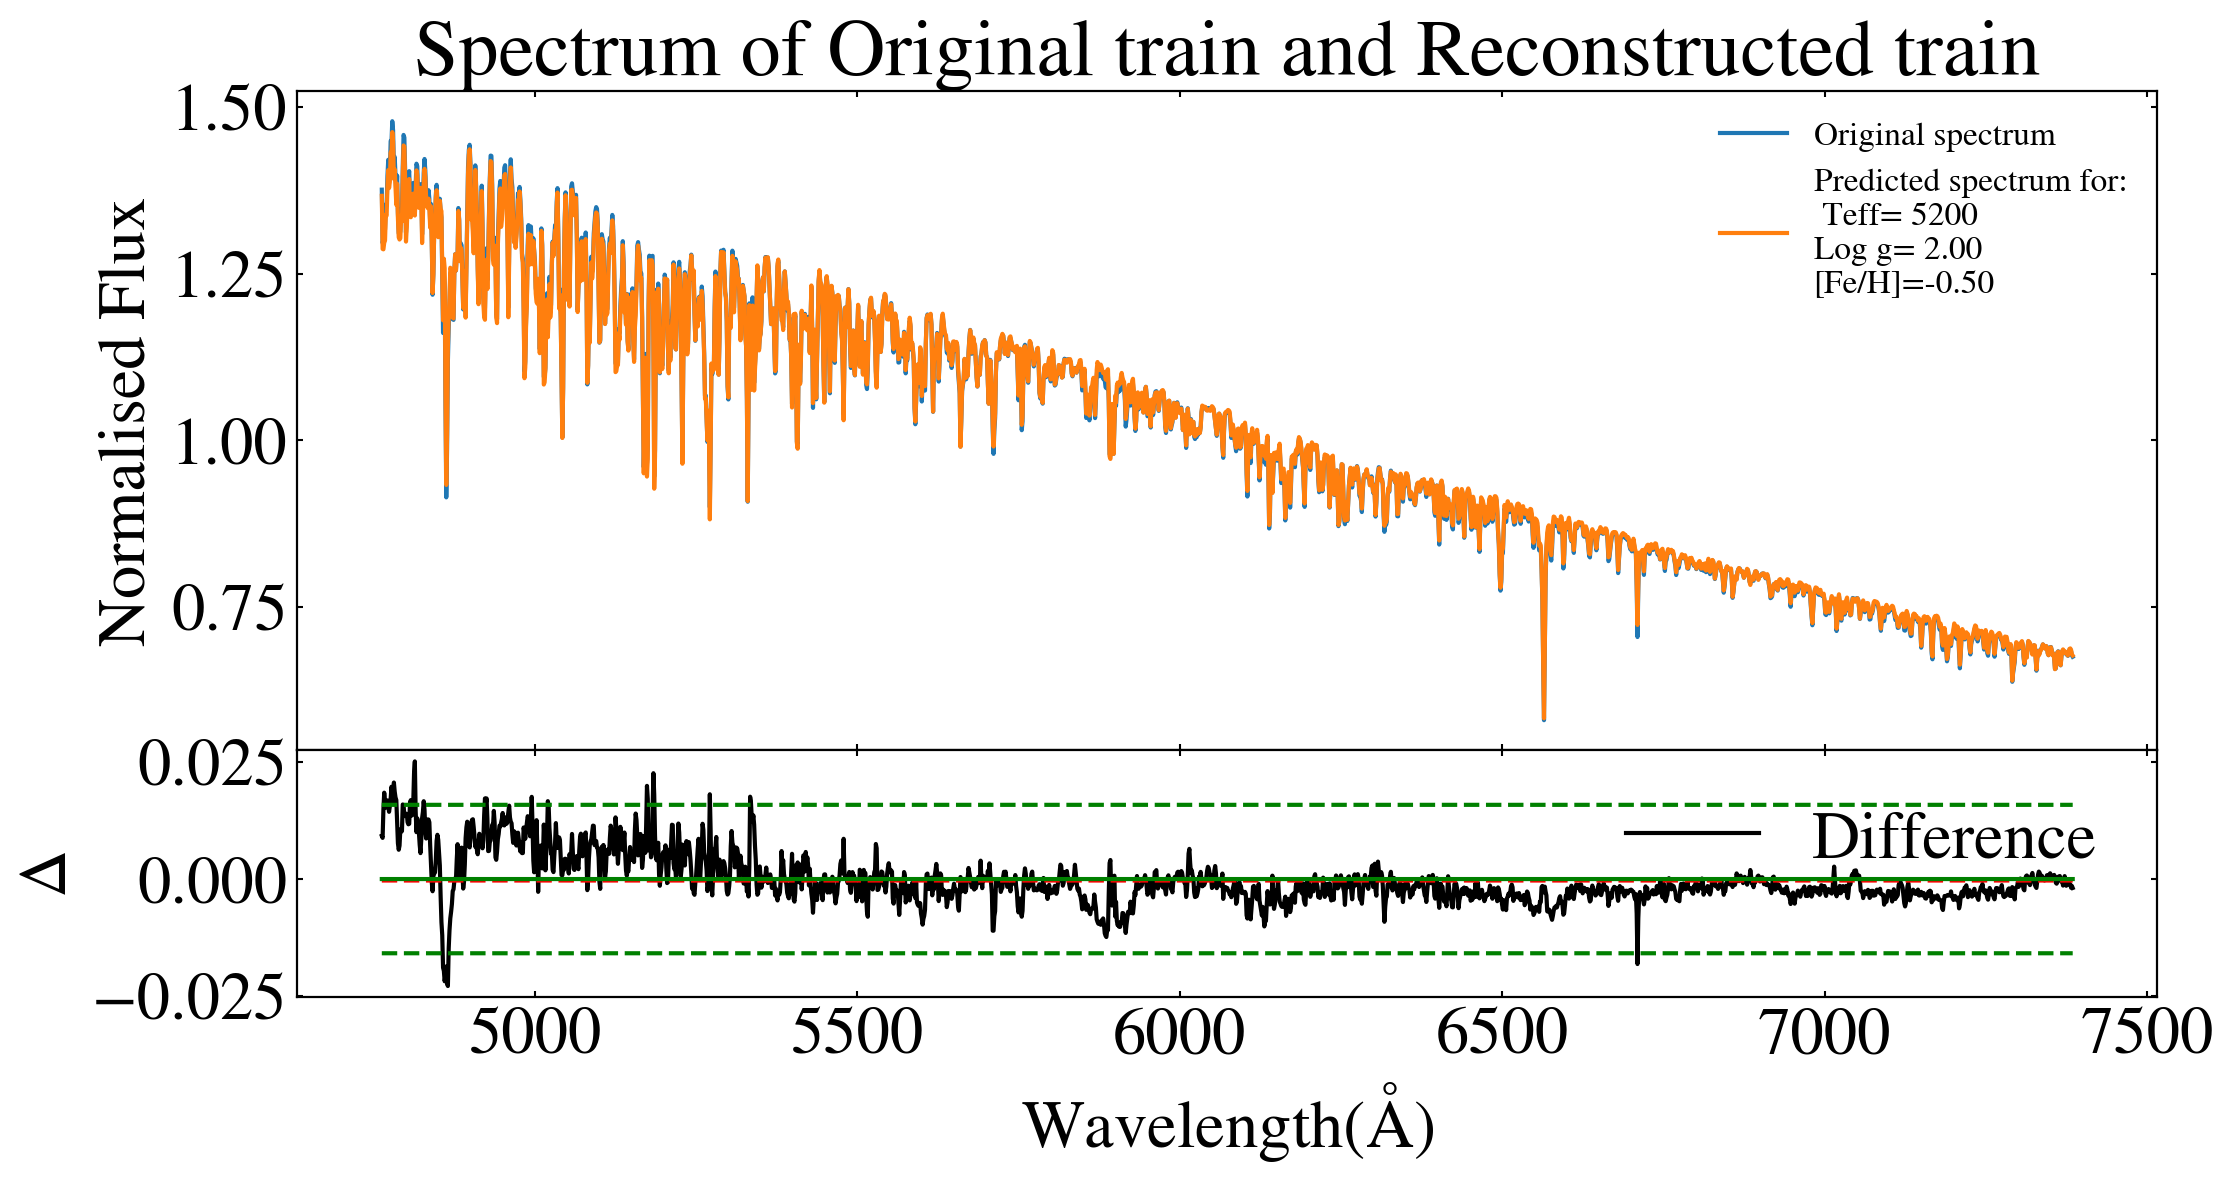 Spectrum of Original train and Reconstructed train
1.50
1.25
1.00
0.75
Normalised Flux
Original spectrum
Predicted spectrum for:
Teff= 5200
Log g= 2.00
[Fe/H]=-0.50
0.025
0.000
−0.025
Δ
Difference
5000 5500 6000 6500 7000 7500
Wavelength(Å)